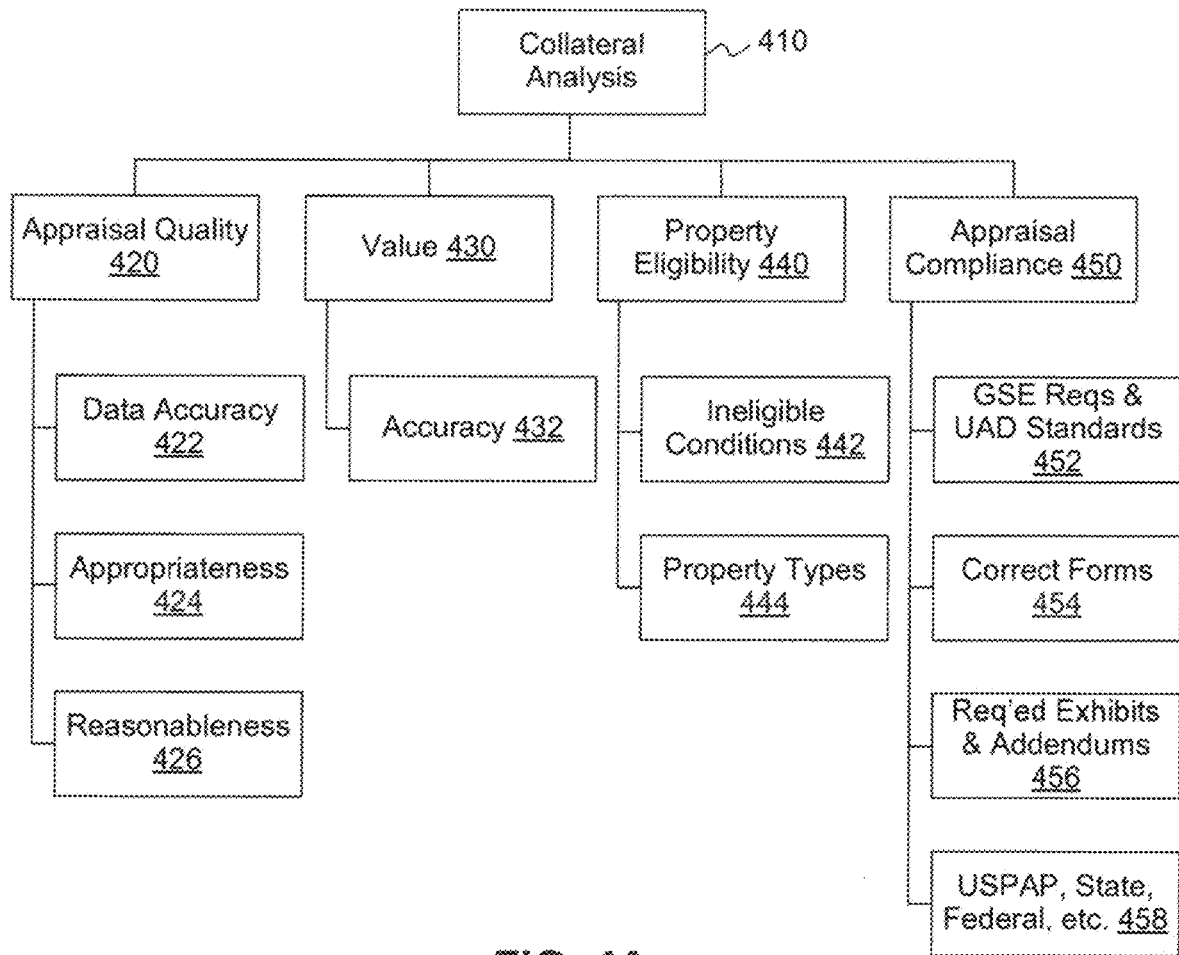 Collateral
Analysis
410
Appraisal Quality
420
Value 430
Property
Eligibility 440
Appraisal
Compliance 450
Data Accuracy
422
Appropriateness
424
Reasonableness
426
Accuracy 432
Ineligible
Conditions 442
Property Types
444
GSE Reqs &
UAD Standards
452
Correct Forms
454
Req'ed Exhibits
& Addendums
456
USPAP, State,
Federal, etc. 458